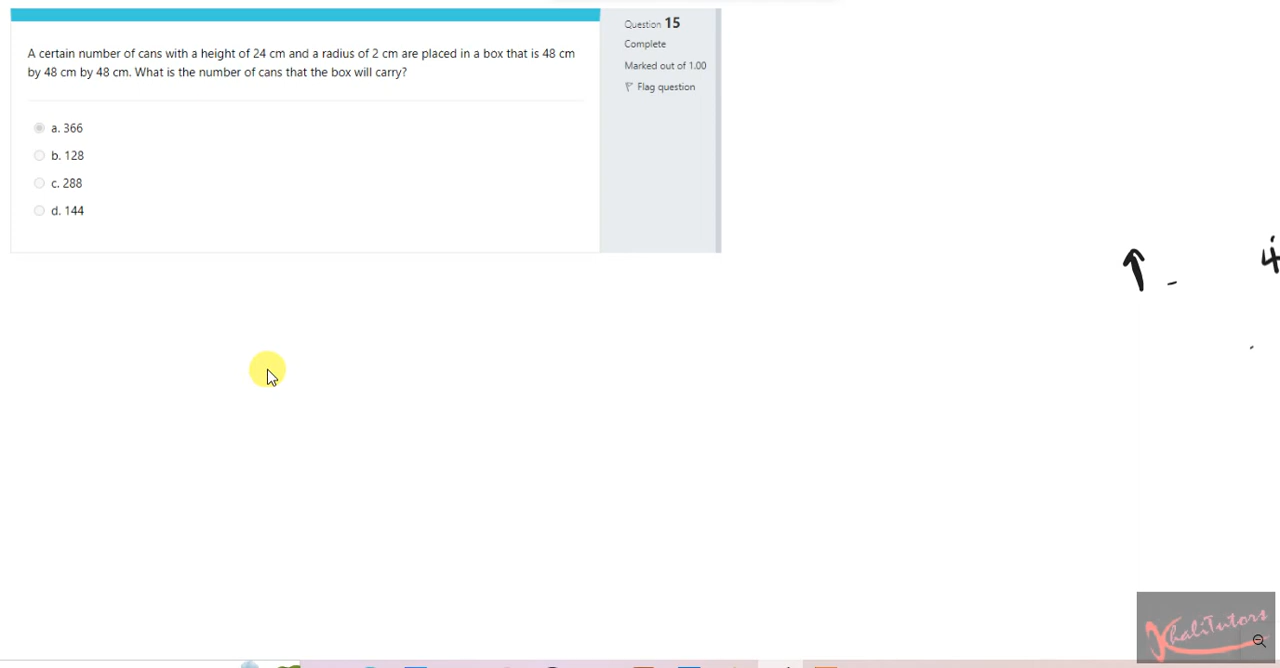 A certain number of cans with a height of 24 cm and a radius of 2 cm are placed in a box that is 48 cm
by 48 cm by 48 cm. What is the number of cans that the box will carry?
a. 366
b. 128
c. 288
d. 144
Question 15
Complete
Marked out of 1.00
Flag question
4
KhaliTutors